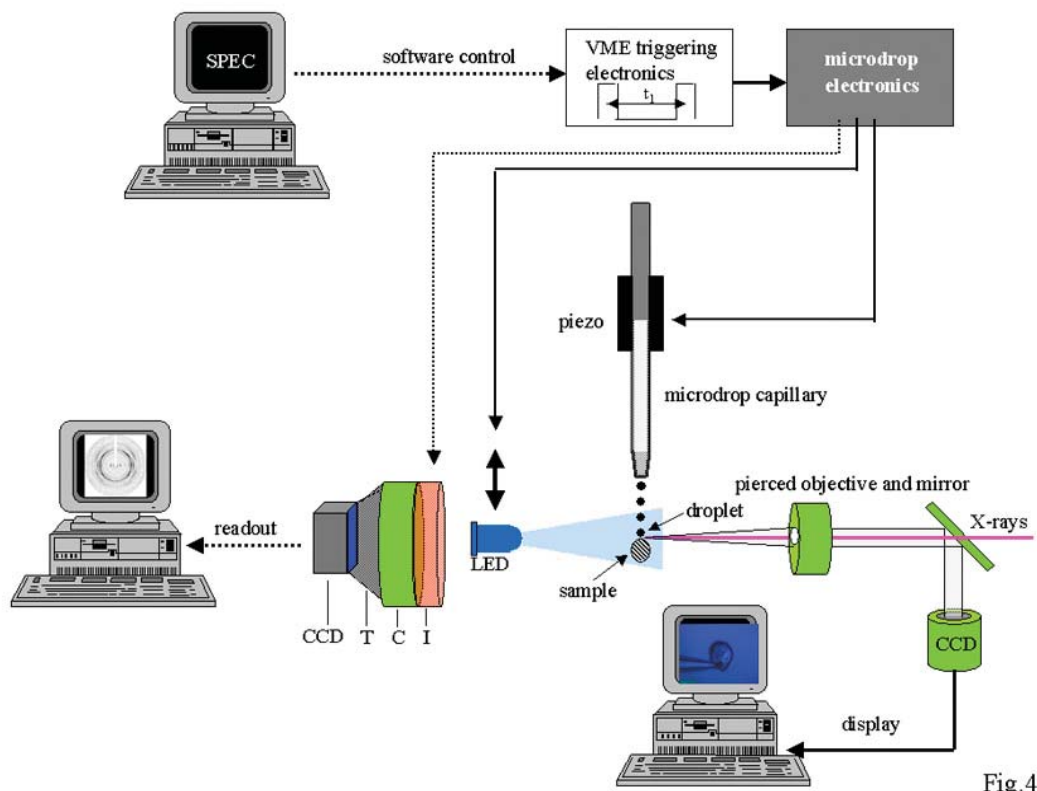 SPEC
software control
VME triggering
electronics
t₁
microdrop
electronics
piezo
microdrop capillary
pierced objective and mirror
X-rays
droplet
readout
LED
sample
CCD
T
C
I
CCD
display
Fig.4